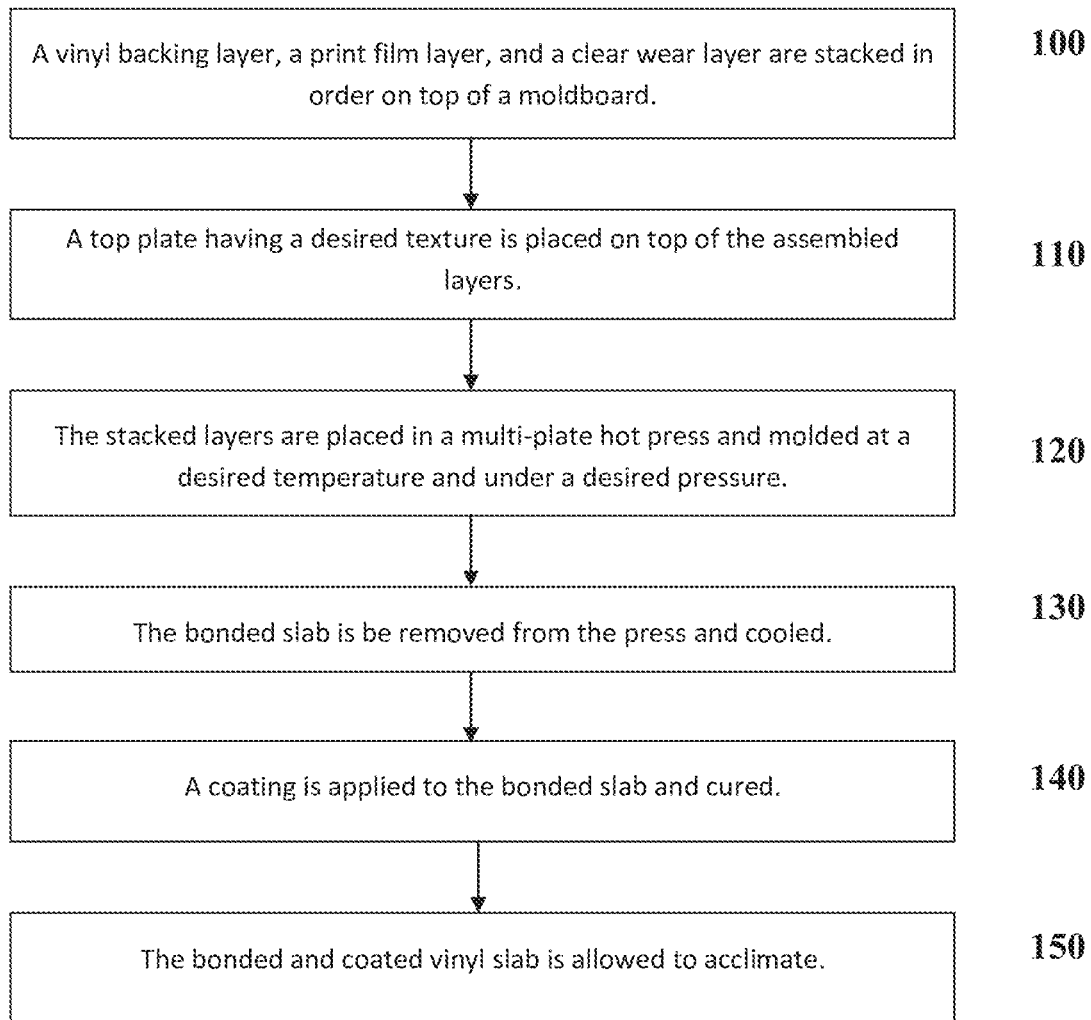 A vinyl backing layer, a print film layer, and a clear wear layer are stacked in
order on top of a moldboard.
100
A top plate having a desired texture is placed on top of the assembled
layers.
110
The stacked layers are placed in a multi-plate hot press and molded at a
desired temperature and under a desired pressure.
120
The bonded slab is be removed from the press and cooled.
130
A coating is applied to the bonded slab and cured.
140
The bonded and coated vinyl slab is allowed to acclimate.
150